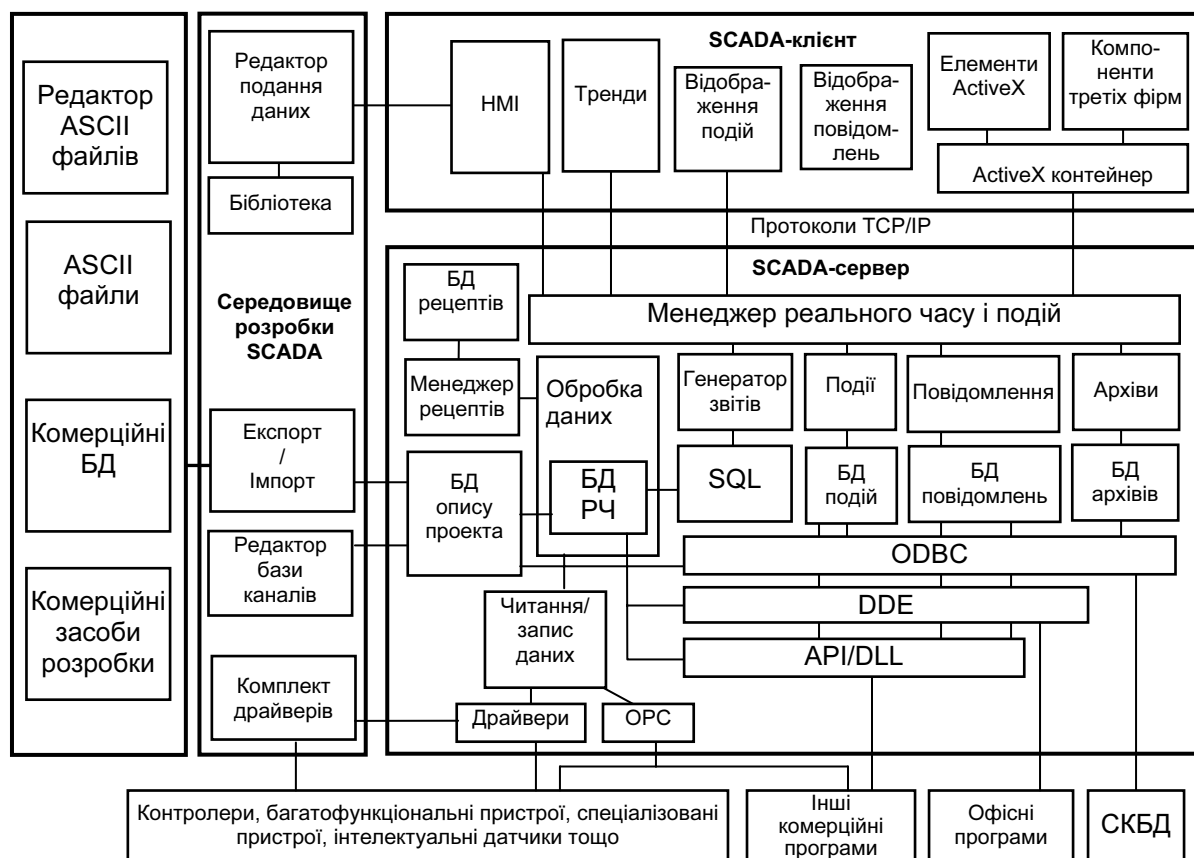 Редактор
ASCII
файлів
ASCII
файли
Комерційні
БД
Комерційні
засоби
розробки
Редактор
подання
даних
Бібліотека
Середовище
розробки
SCADA
Експорт
/
Імпорт
Редактор
бази
каналів
Комплект
драйверів
SCADA-клієнт
HMI
Тренди
Відобра-
ження
подій
Відобра-
ження
повідом-
лень
Елементи
ActiveX
Компо-
ненти
третіх фірм
ActiveX контейнер
Протоколи TCP/IP
SCADA-сервер
БД
рецептів
Менеджер реального часу і подій
Менеджер
рецептів
Обробка
даних
Генератор
звітів
Події
Повідомлення
Архіви
БД
опису
проекта
БД
РЧ
SQL
БД
подій
БД
повідомлень
БД
архівів
ODBC
Читання/
запис
даних
DDE
API/DLL
Драйвери
OPC
Контролери, багатофункціональні пристрої, спеціалізовані
пристрої, інтелектуальні датчики тощо
Інші
комерційні
програми
Офісні
програми
СКБД